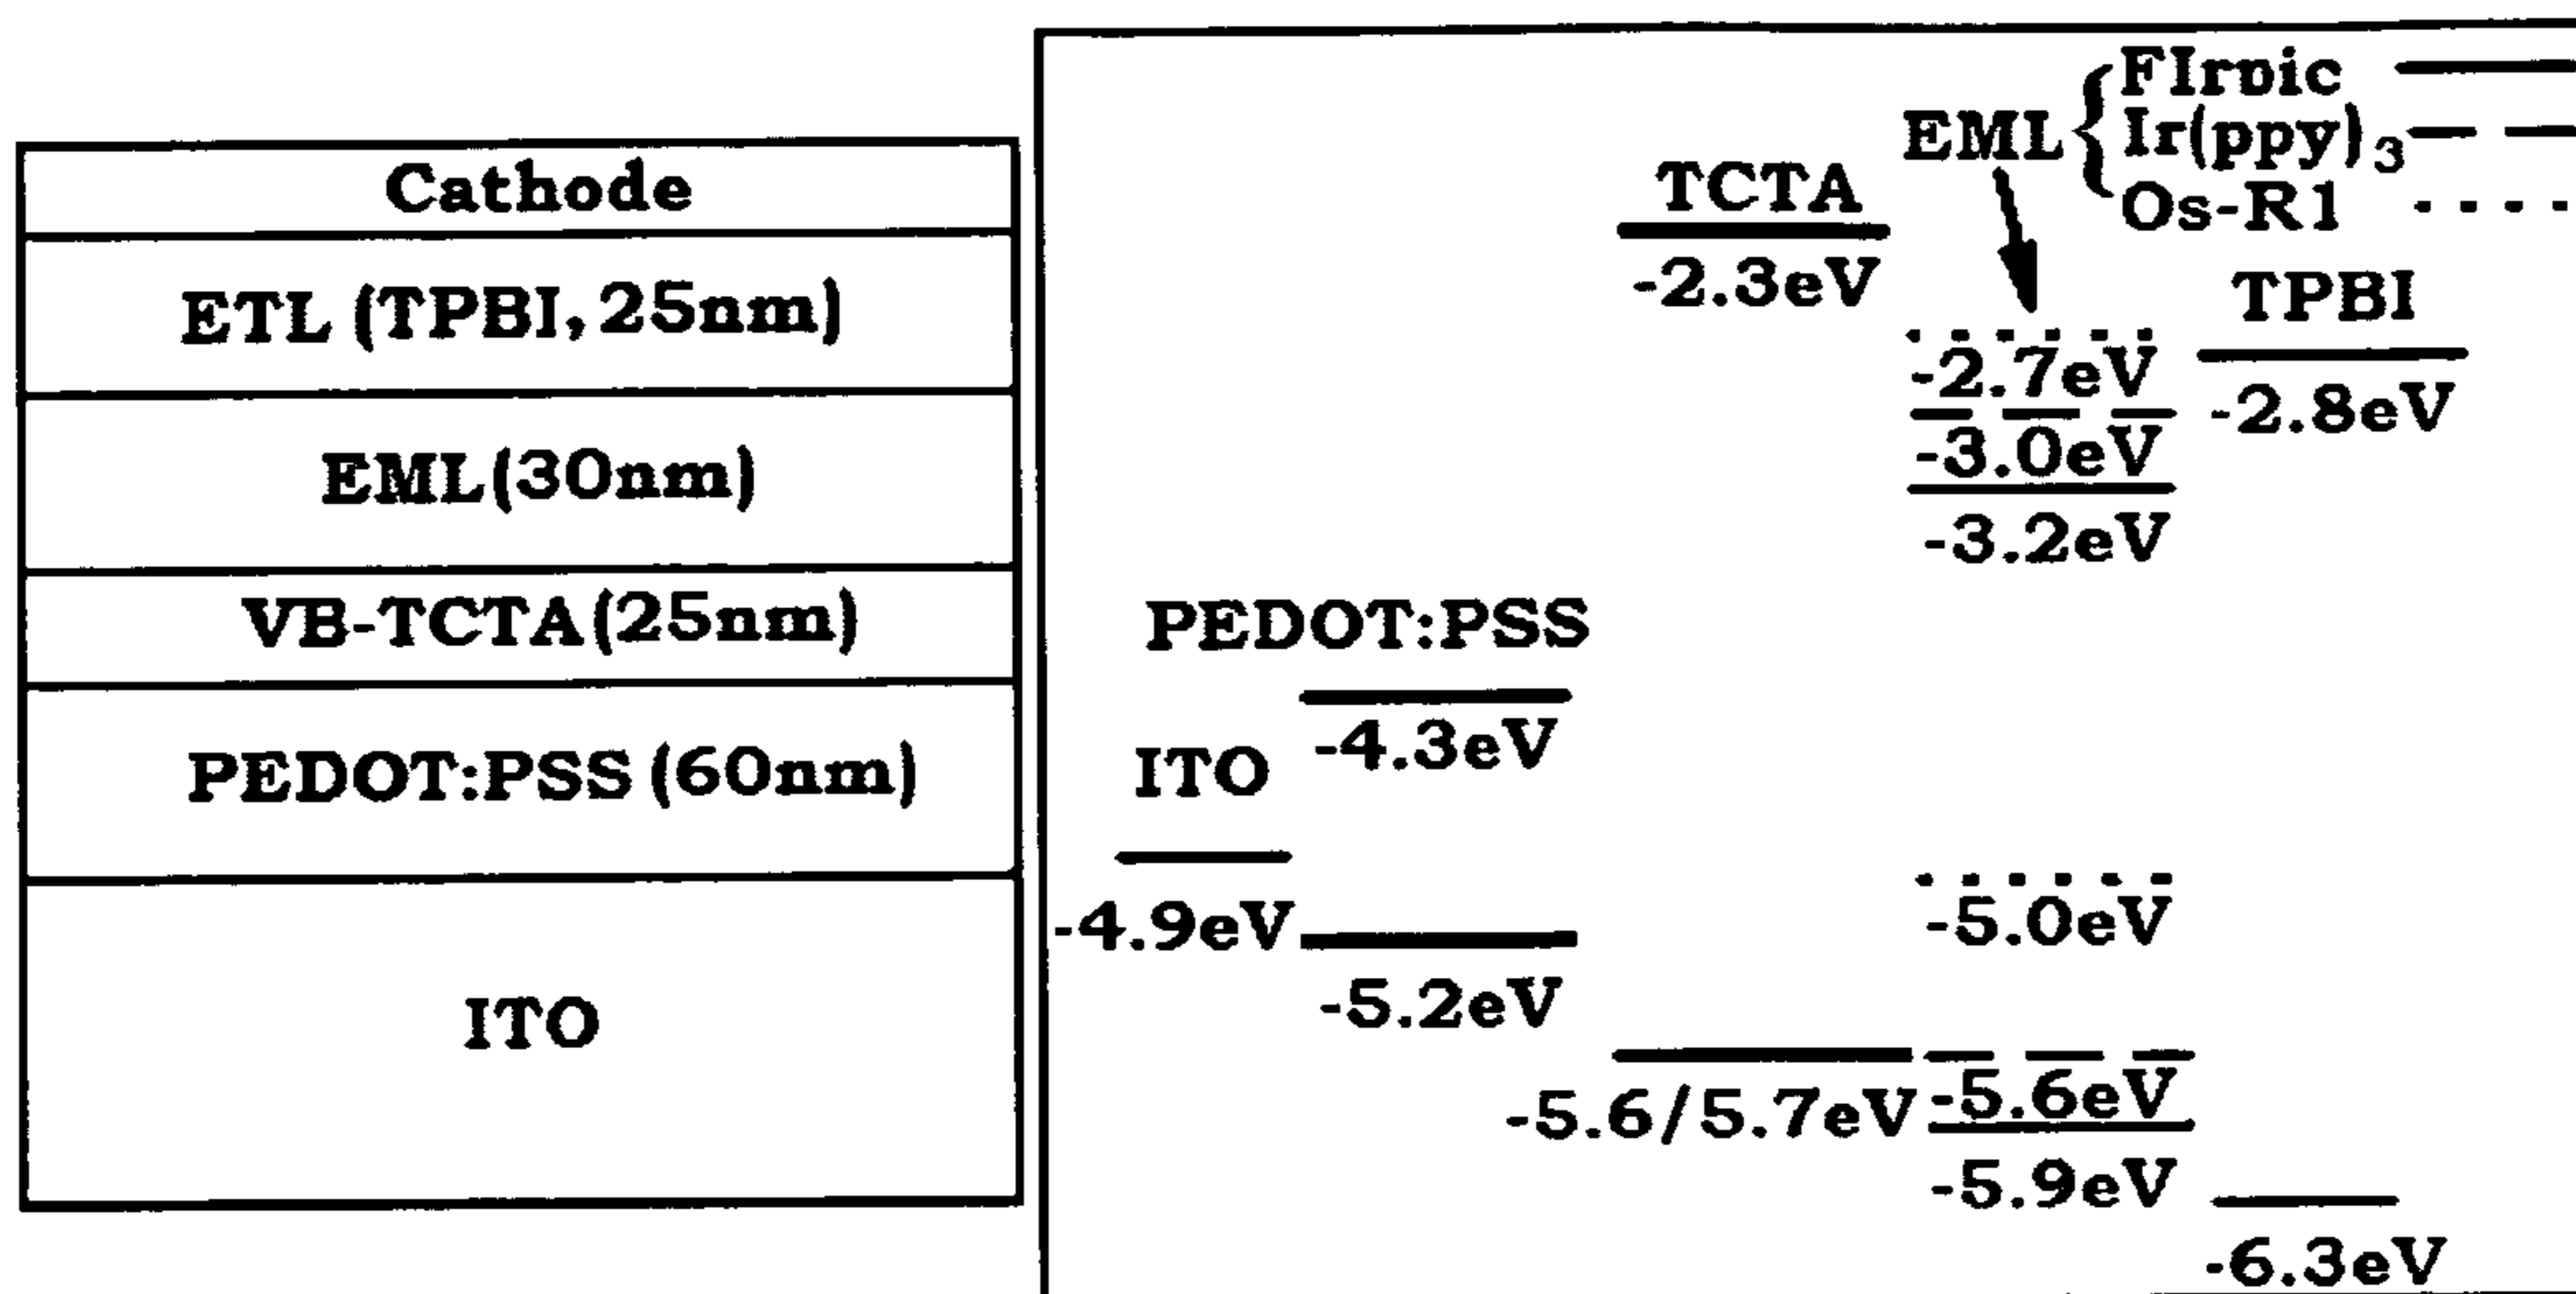 Cathode
ETL (TPBI, 25nm)
EML(30nm)
VB-TCTA(25nm)
PEDOT:PSS (60nm)
ITO
FIrpic
EML
Ir(ppy)3
Os-R1
TCTA
-2.3eV
TPBI
-2.7eV
-2.8eV
-3.0eV
-3.2eV
PEDOT:PSS
-4.3eV
ITO
-4.9eV
-5.0eV
-5.2eV
-5.6/5.7eV
-5.6eV
-5.9eV
-6.3eV